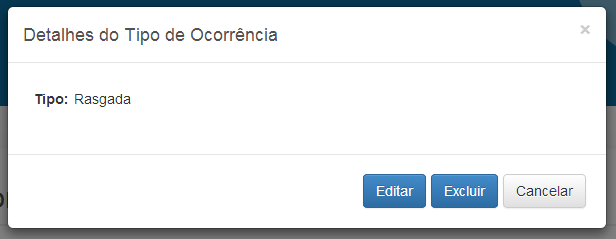 Detalhes do Tipo de Ocorrência ×
Tipo: Rasgada
Editar Excluir Cancelar